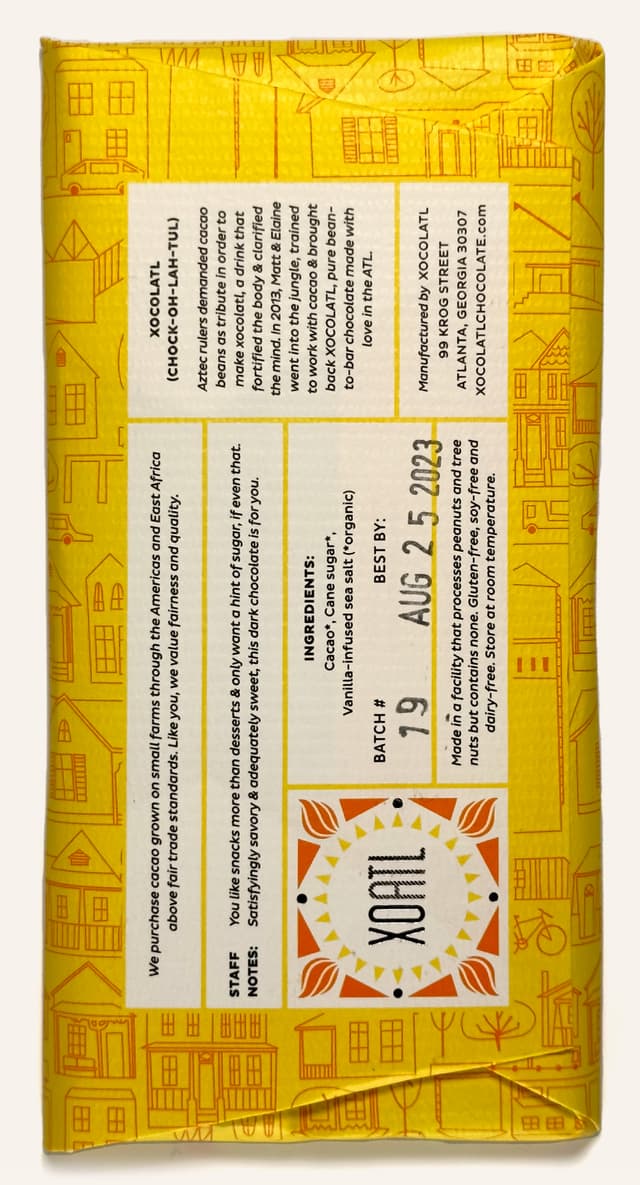 We purchase cacao grown on small farms through the Americas and East Africa
above fair trade standards. Like you, we value fairness and quality.
STAFF
NOTES:
You like snacks more than desserts & only want a hint of sugar, if even that.
Satisfyingly savory & adequately sweet, this dark chocolate is for you.
XOATL
INGREDIENTS:
Cacao*, Cane sugar*,
Vanilla-infused sea salt (*organic)
BATCH # BEST BY:
19 AUG 25 2023
Made in a facility that processes peanuts and tree
nuts but contains none. Gluten-free, soy-free and
dairy-free. Store at room temperature.
XOCOLATL
(CHOCK-OH-LAH-TUL)
Aztec rulers demanded cacao
beans as tribute in order to
make xocolatl, a drink that
fortified the body & clarified
the mind. In 2013, Matt & Elaine
went into the jungle, trained
to work with cacao & brought
back XOCOLATL, pure bean-
to-bar chocolate made with
love in the ATL.
Manufactured by XOCOLATL
99 KROG STREET
ATLANTA, GEORGIA 30307
XOCOLATLCHOCOLATE.com